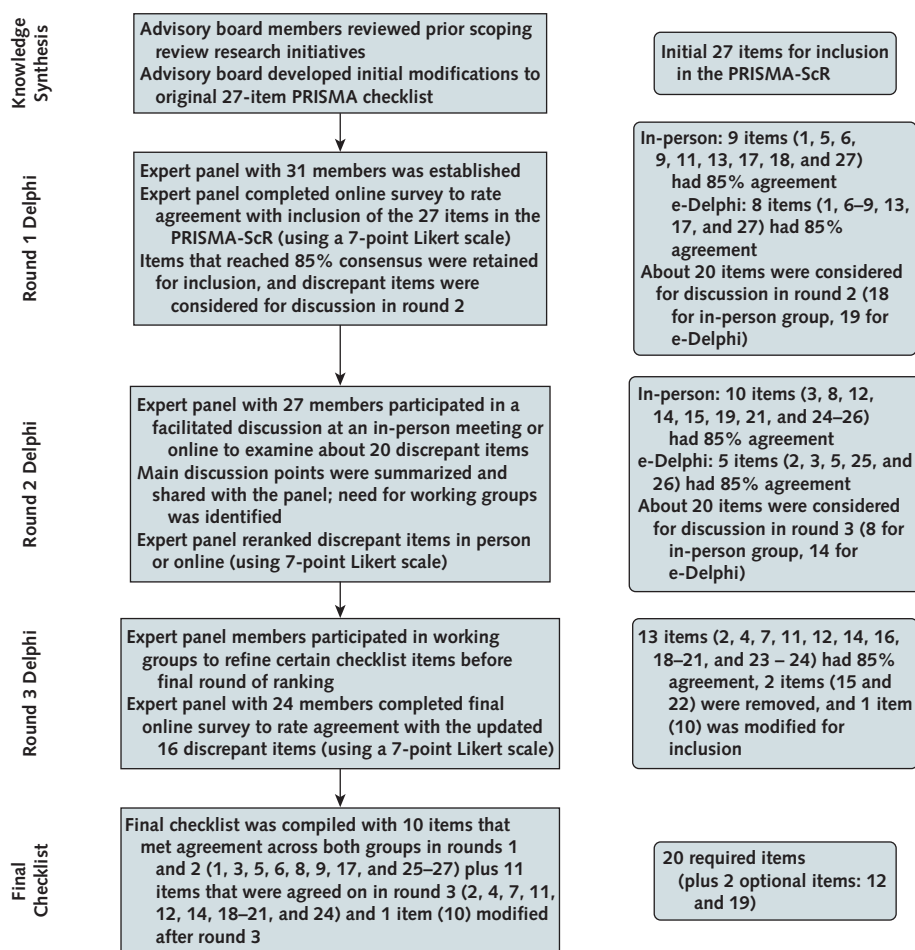 Knowledge
Synthesis
Advisory board members reviewed prior scoping
review research initiatives
Advisory board developed initial modifications to
original 27-item PRISMA checklist
Initial 27 items for inclusion
in the PRISMA-ScR
Round 1 Delphi
Expert panel with 31 members was established
Expert panel completed online survey to rate
agreement with inclusion of the 27 items in the
PRISMA-ScR (using a 7-point Likert scale)
Items that reached 85% consensus were retained
for inclusion, and discrepant items were
considered for discussion in round 2
In-person: 9 items (1, 5, 6,
9, 11, 13, 17, 18, and 27)
had 85% agreement
e-Delphi: 8 items (1, 6–9, 13,
17, and 27) had 85%
agreement
About 20 items were considered
for discussion in round 2 (18
for in-person group, 19 for
e-Delphi)
Round 2 Delphi
Expert panel with 27 members participated in a
facilitated discussion at an in-person meeting or
online to examine about 20 discrepant items
Main discussion points were summarized and
shared with the panel; need for working groups
was identified
Expert panel reranked discrepant items in person
or online (using 7-point Likert scale)
In-person: 10 items (3, 8, 12,
14, 15, 19, 21, and 24–26)
had 85% agreement
e-Delphi: 5 items (2, 3, 5, 25, and
26) had 85% agreement
About 20 items were considered
for discussion in round 3 (8 for
in-person group, 14 for
e-Delphi)
Round 3 Delphi
Expert panel members participated in working
groups to refine certain checklist items before
final round of ranking
Expert panel with 24 members completed final
online survey to rate agreement with the updated
16 discrepant items (using a 7-point Likert scale)
13 items (2, 4, 7, 11, 12, 14, 16,
18–21, and 23 – 24) had 85%
agreement, 2 items (15 and
22) were removed, and 1 item
(10) was modified for
inclusion
Final
Checklist
Final checklist was compiled with 10 items that
met agreement across both groups in rounds 1
and 2 (1, 3, 5, 6, 8, 9, 17, and 25–27) plus 11
items that were agreed on in round 3 (2, 4, 7, 11,
12, 14, 18–21, and 24) and 1 item (10) modified
after round 3
20 required items
(plus 2 optional items: 12
and 19)